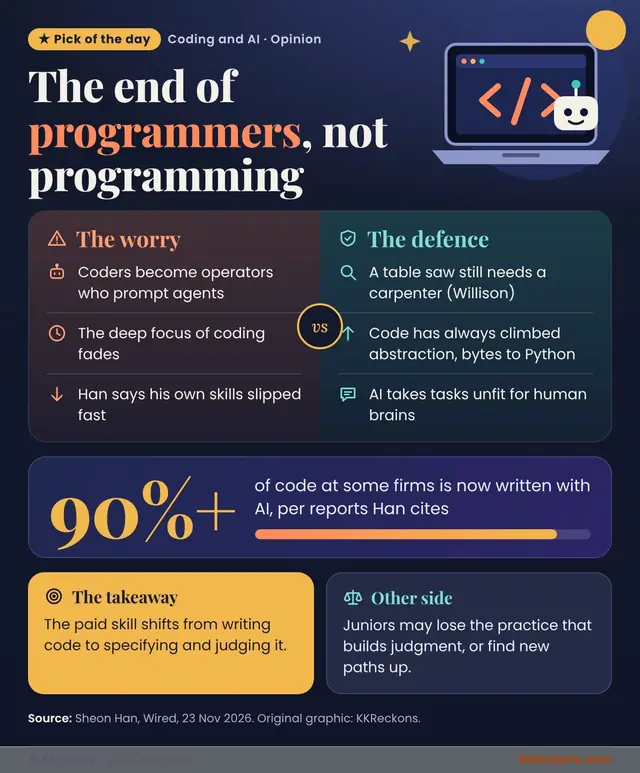 ★ Pick of the day
Coding and AI · Opinion
The end of
programmers, not
programming
</>
The worry
Coders become operators
who prompt agents
The deep focus of coding
fades
Han says his own skills slipped
fast
vs
The defence
A table saw still needs a
carpenter (Willison)
Code has always climbed
abstraction, bytes to Python
AI takes tasks unfit for human
brains
90%+
of code at some firms is now written with
AI, per reports Han cites
The takeaway
The paid skill shifts from writing
code to specifying and judging it.
Other side
Juniors may lose the practice that
builds judgment, or find new
paths up.
Source: Sheon Han, Wired, 23 Nov 2026. Original graphic: KKReckons.